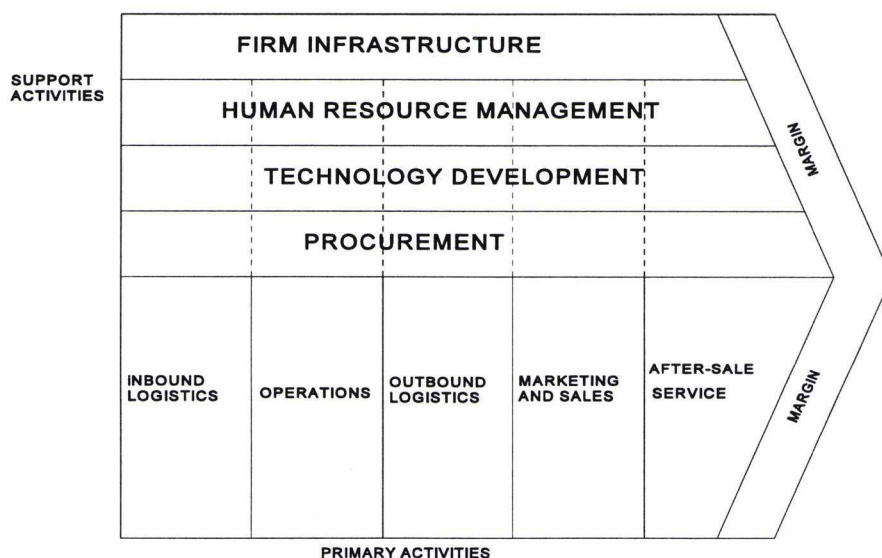 FIRM INFRASTRUCTURE
SUPPORT
ACTIVITIES
HUMAN RESOURCE MANAGEMENT
MARGIN
TECHNOLOGY DEVELOPMENT
PROCUREMENT
INBOUND
LOGISTICS
OPERATIONS
OUTBOUND
LOGISTICS
MARKETING
AND SALES
AFTER-SALE
SERVICE
MARGIN
PRIMARY ACTIVITIES